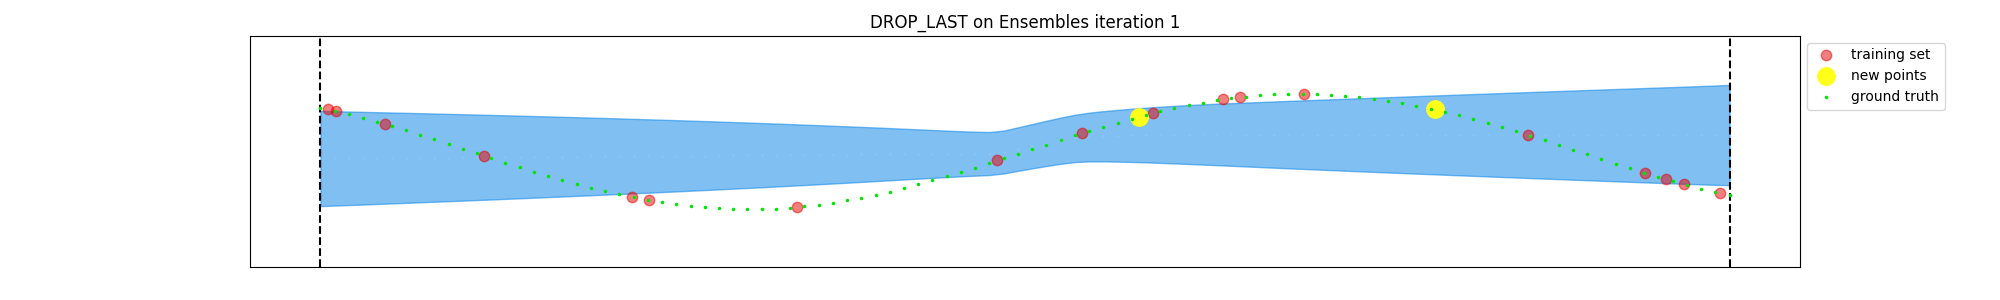 DROP_LAST on Ensembles iteration 1
training set
new points
ground truth